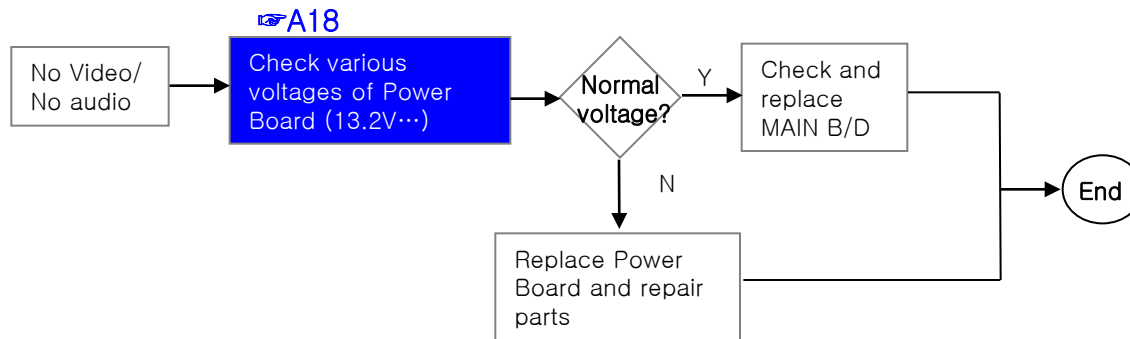 ☞A18
No Video/
No audio
Check various
voltages of Power
Board (13.2V⋯)
Normal
voltage?
Y
Check and
replace
MAIN B/D
N
End
Replace Power
Board and repair
parts